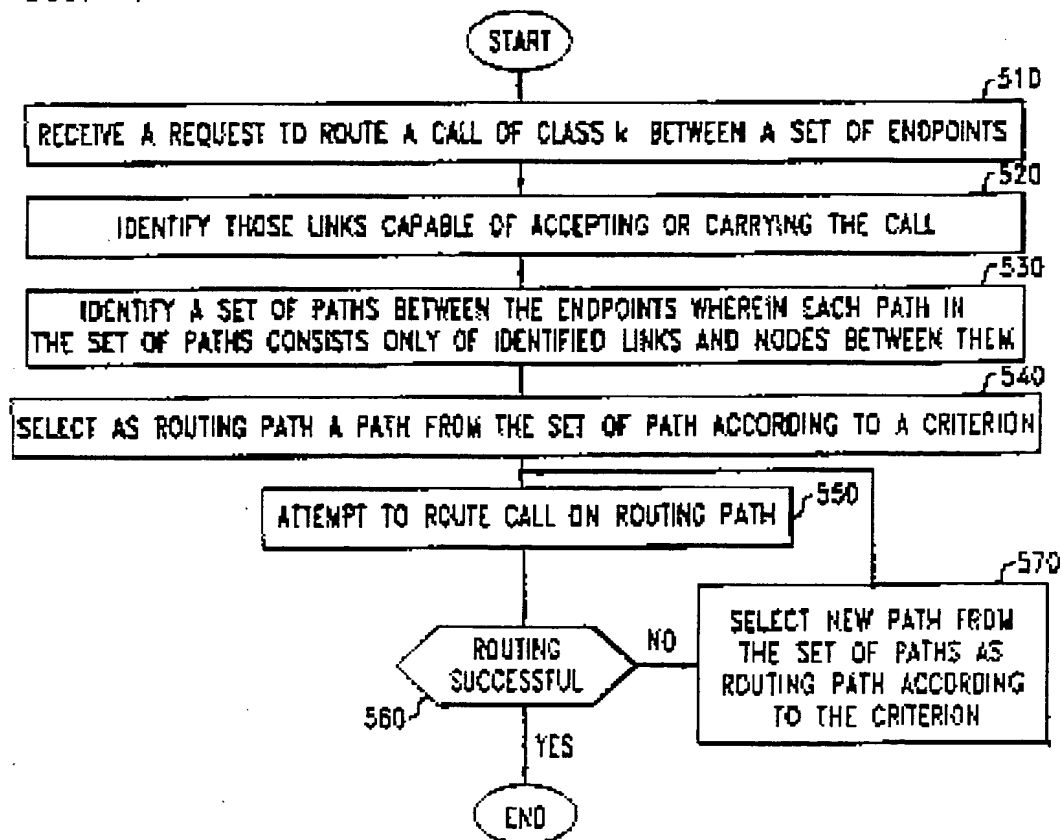 START
510
RECEIVE A REQUEST TO ROUTE A CALL OF CLASS k BETWEEN A SET OF ENDPOINTS
520
IDENTIFY THOSE LINKS CAPABLE OF ACCEPTING OR CARRYING THE CALL
530
IDENTIFY A SET OF PATHS BETWEEN THE ENDPOINTS WHEREIN EACH PATH IN
THE SET OF PATHS CONSISTS ONLY OF IDENTIFIED LINKS AND NODES BETWEEN THEM
540
SELECT AS ROUTING PATH A PATH FROM THE SET OF PATH ACCORDING TO A CRITERION
ATTEMPT TO ROUTE CALL ON ROUTING PATH
550
570
SELECT NEW PATH FROM
THE SET OF PATHS AS
ROUTING PATH ACCORDING
TO THE CRITERION
ROUTING
SUCCESSFUL
NO
560
YES
END